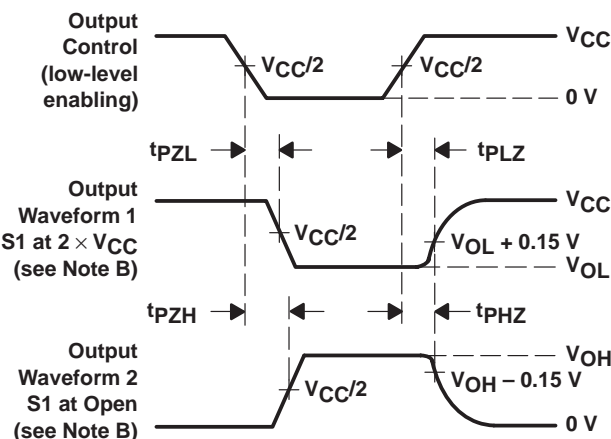 Output
Control
(low-level
enabling)
VCC
VCC/2
VCC/2
0 V
tPZL
tPLZ
Output
Waveform 1
S1 at 2 × VCC
(see Note B)
VCC
VCC/2
VOL + 0.15 V
VOL
tPZH
tPHZ
Output
Waveform 2
S1 at Open
(see Note B)
VOH
VCC/2
VOH – 0.15 V
0 V